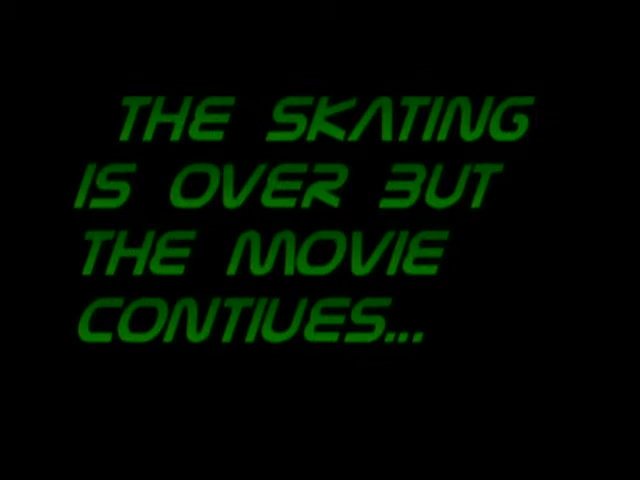 THE SKATING
IS OVER BUT
THE MOVIE
CONTIUES...